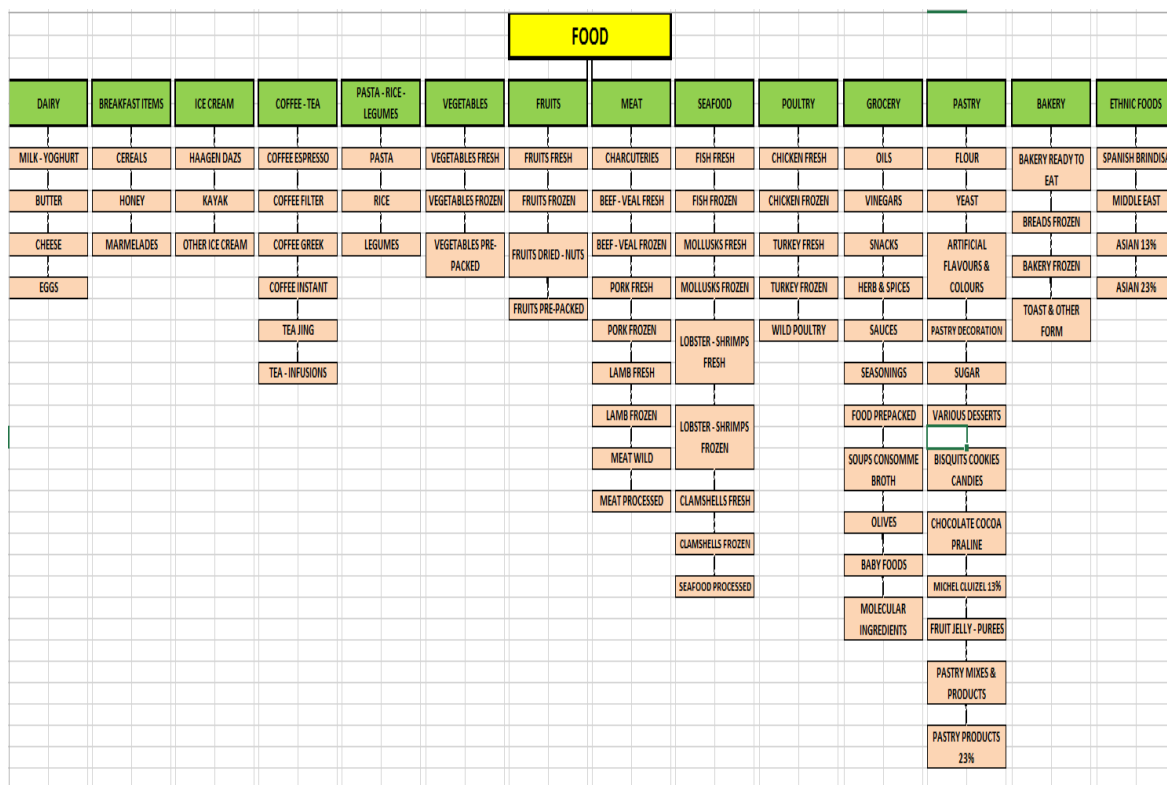 FOOD
DAIRY
MILK - YOGHURT
BUTTER
CHEESE
EGGS
BREAKFAST ITEMS
CEREALS
HONEY
MARMELADES
ICE CREAM
HAAGEN DAZS
KAYAK
OTHER ICE CREAM
COFFEE - TEA
COFFEE ESPRESSO
COFFEE FILTER
COFFEE GREEK
COFFEE INSTANT
TEA JING
TEA - INFUSIONS
PASTA - RICE -
LEGUMES
PASTA
RICE
LEGUMES
VEGETABLES
VEGETABLES FRESH
VEGETABLES FROZEN
VEGETABLES PRE-
PACKED
FRUITS
FRUITS FRESH
FRUITS FROZEN
FRUITS DRIED - NUTS
FRUITS PRE-PACKED
MEAT
CHARCUTERIES
BEEF - VEAL FRESH
BEEF - VEAL FROZEN
PORK FRESH
PORK FROZEN
LAMB FRESH
LAMB FROZEN
MEAT WILD
MEAT PROCESSED
SEAFOOD
FISH FRESH
FISH FROZEN
MOLLUSKS FRESH
MOLLUSKS FROZEN
LOBSTER - SHRIMPS
FRESH
LOBSTER - SHRIMPS
FROZEN
CLAMSHELLS FRESH
CLAMSHELLS FROZEN
SEAFOOD PROCESSED
POULTRY
CHICKEN FRESH
CHICKEN FROZEN
TURKEY FRESH
TURKEY FROZEN
WILD POULTRY
GROCERY
OILS
VINEGARS
SNACKS
HERB & SPICES
SAUCES
SEASONINGS
FOOD PREPACKED
SOUPS CONSOMME
BROTH
OLIVES
BABY FOODS
MOLECULAR
INGREDIENTS
PASTRY
FLOUR
YEAST
ARTIFICIAL
FLAVOURS &
COLOURS
PASTRY DECORATION
SUGAR
VARIOUS DESSERTS
BISQUITS COOKIES
CANDIES
CHOCOLATE COCOA
PRALINE
MICHEL CLUIZEL 13%
FRUIT JELLY - PUREES
PASTRY MIXES &
PRODUCTS
PASTRY PRODUCTS
23%
BAKERY
BAKERY READY TO
EAT
BREADS FROZEN
BAKERY FROZEN
TOAST & OTHER
FORM
ETHNIC FOODS
SPANISH BRINDISA
MIDDLE EAST
ASIAN 13%
ASIAN 23%